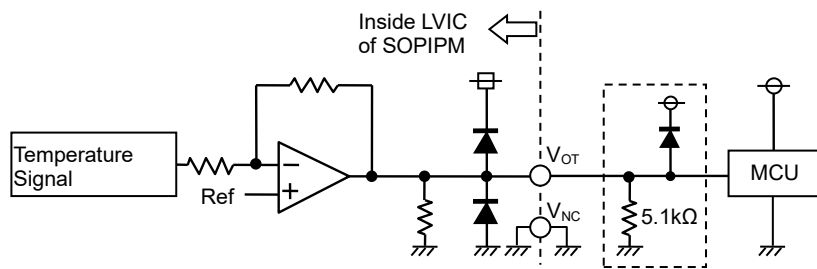 Inside LVIC
of SOPIPM
Temperature
Signal
−
+
Ref
VOT
VNC
5.1kΩ
MCU